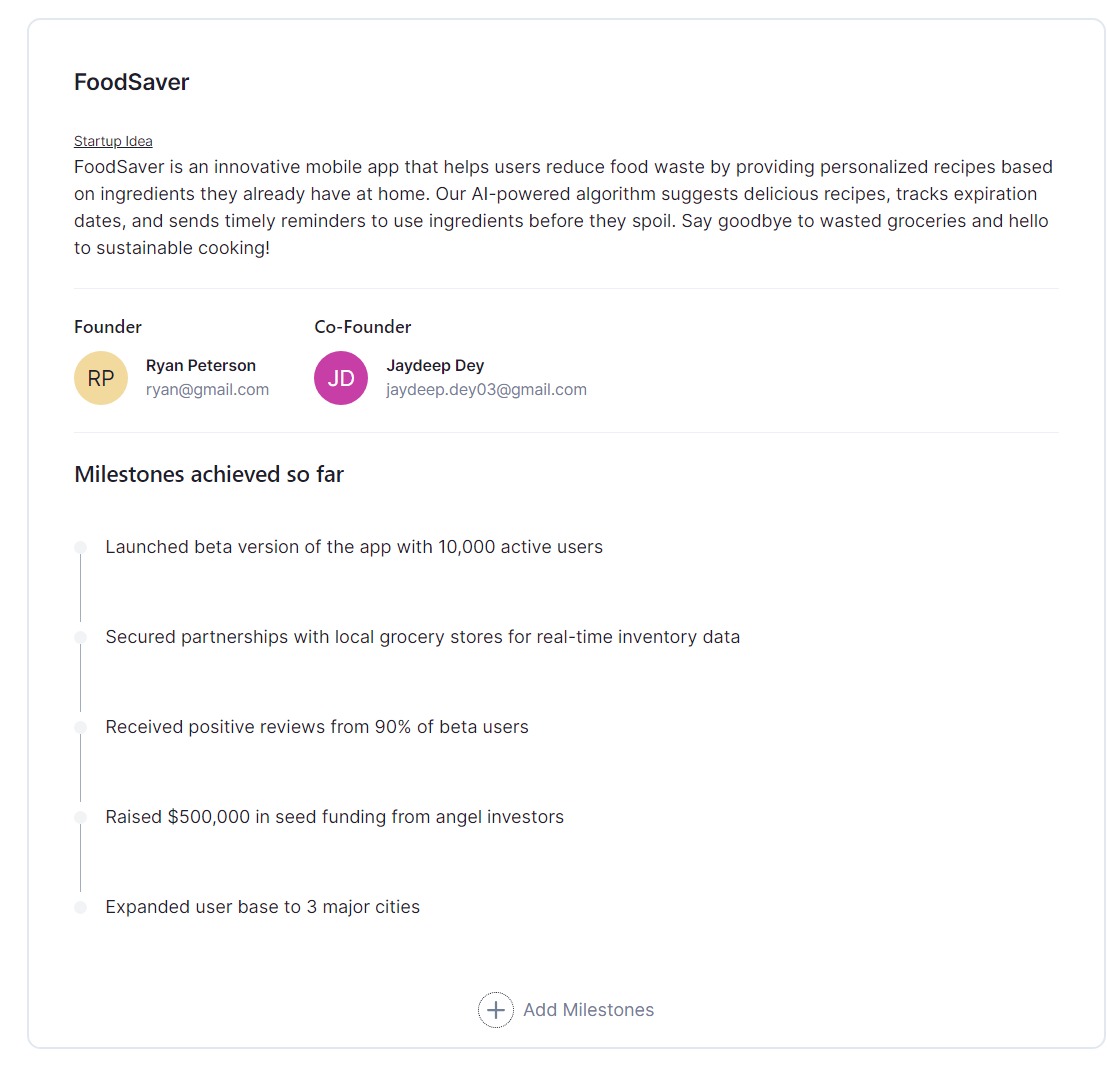 FoodSaver
Startup Idea
FoodSaver is an innovative mobile app that helps users reduce food waste by providing personalized recipes based
on ingredients they already have at home. Our AI-powered algorithm suggests delicious recipes, tracks expiration
dates, and sends timely reminders to use ingredients before they spoil. Say goodbye to wasted groceries and hello
to sustainable cooking!
Founder
Co-Founder
RP
Ryan Peterson
ryan@gmail.com
JD
Jaydeep Dey
jaydeep.dey03@gmail.com
Milestones achieved so far
Launched beta version of the app with 10,000 active users
Secured partnerships with local grocery stores for real-time inventory data
Received positive reviews from 90% of beta users
Raised $500,000 in seed funding from angel investors
Expanded user base to 3 major cities
Add Milestones